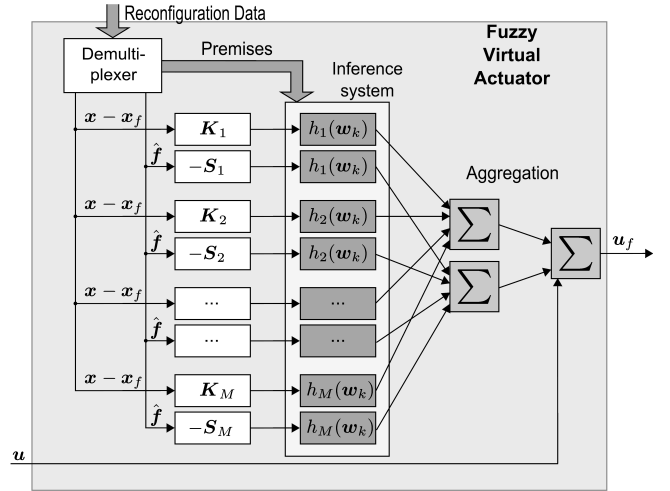 Reconfiguration Data
Fuzzy
Virtual
Actuator
Demulti-
plexer
Premises
Inference
system
x − x_f
K_1
h_1(w_k)
f̂
−S_1
h_1(w_k)
Aggregation
x − x_f
K_2
h_2(w_k)
∑
f̂
−S_2
h_2(w_k)
∑
u_f
x − x_f
...
...
∑
f̂
...
...
x − x_f
K_M
h_M(w_k)
f̂
−S_M
h_M(w_k)
u